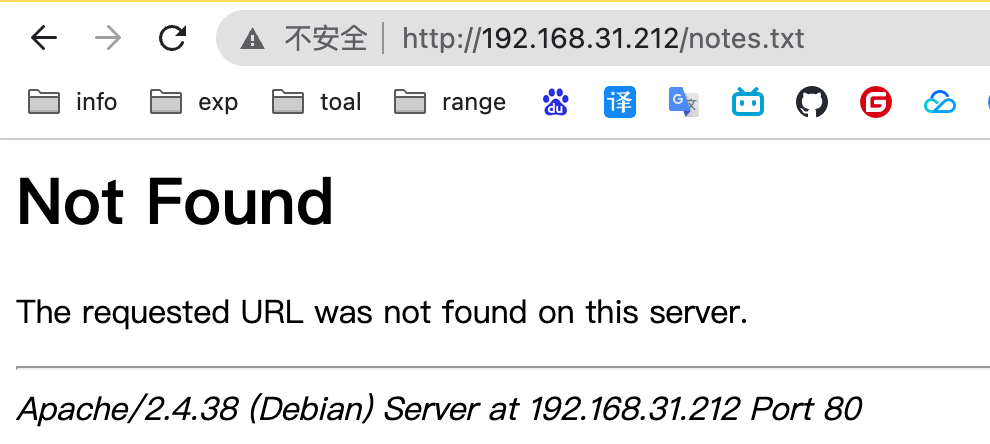 不安全 http://192.168.31.212/notes.txt
info exp toal range du 译 G 文 G
Not Found
The requested URL was not found on this server.
Apache/2.4.38 (Debian) Server at 192.168.31.212 Port 80